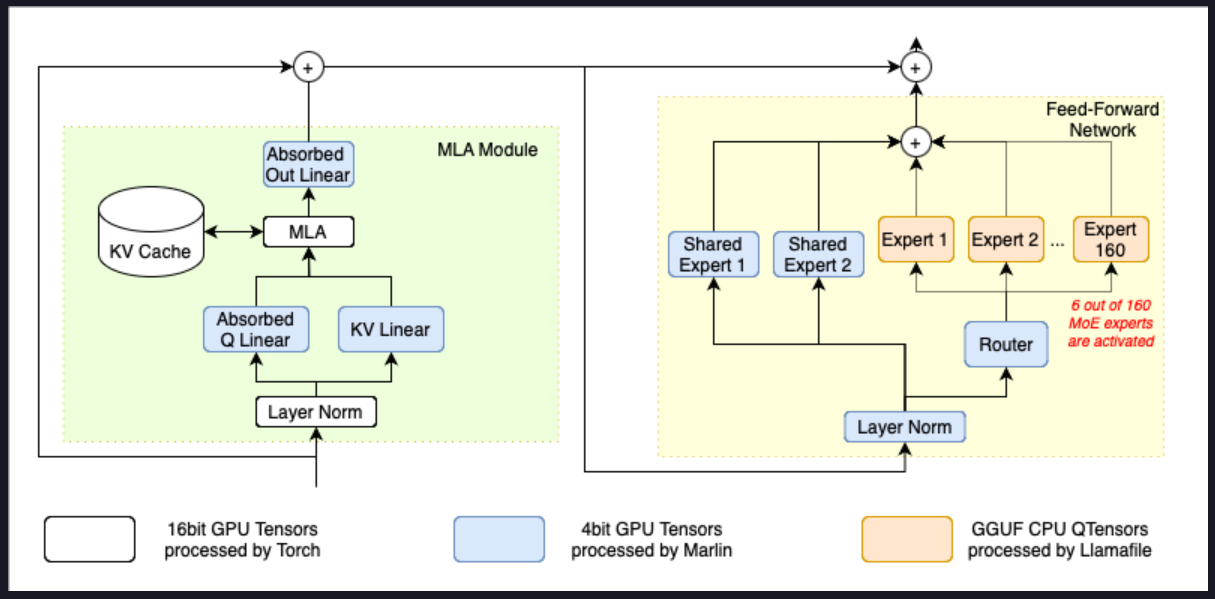 +
+
Feed-Forward
Network
MLA Module
Absorbed
Out Linear
+
KV Cache
MLA
Shared
Expert 1
Shared
Expert 2
Expert 1
Expert 2
...
Expert
160
Absorbed
Q Linear
KV Linear
6 out of 160
MoE experts
are activated
Router
Layer Norm
Layer Norm
16bit GPU Tensors
processed by Torch
4bit GPU Tensors
processed by Marlin
GGUF CPU QTensors
processed by Llamafile